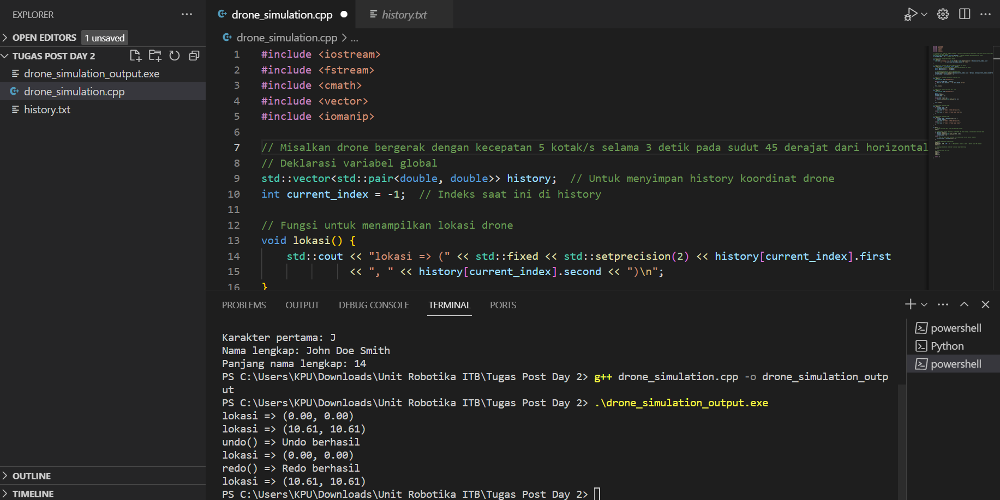 EXPLORER
OPEN EDITORS 1 unsaved
TUGAS POST DAY 2
drone_simulation_output.exe
drone_simulation.cpp
history.txt
OUTLINE
TIMELINE
drone_simulation.cpp history.txt
drone_simulation.cpp > ...
1 #include <iostream>
2 #include <fstream>
3 #include <cmath>
4 #include <vector>
5 #include <iomanip>
6
7 // Misalkan drone bergerak dengan kecepatan 5 kotak/s selama 3 detik pada sudut 45 derajat dari horizontal
8 // Deklarasi variabel global
9 std::vector<std::pair<double, double>> history;  // Untuk menyimpan history koordinat drone
10 int current_index = -1;  // Indeks saat ini di history
11
12 // Fungsi untuk menampilkan lokasi drone
13 void lokasi() {
14     std::cout << "lokasi => (" << std::fixed << std::setprecision(2) << history[current_index].first
15               << ", " << history[current_index].second << ")\n";
16 }
PROBLEMS OUTPUT DEBUG CONSOLE TERMINAL PORTS
Karakter pertama: J
Nama lengkap: John Doe Smith
Panjang nama lengkap: 14
PS C:\Users\KPU\Downloads\Unit Robotika ITB\Tugas Post Day 2> g++ drone_simulation.cpp -o drone_simulation_outp
ut
PS C:\Users\KPU\Downloads\Unit Robotika ITB\Tugas Post Day 2> .\drone_simulation_output.exe
lokasi => (0.00, 0.00)
lokasi => (10.61, 10.61)
undo() => Undo berhasil
lokasi => (0.00, 0.00)
redo() => Redo berhasil
lokasi => (10.61, 10.61)
PS C:\Users\KPU\Downloads\Unit Robotika ITB\Tugas Post Day 2>
powershell
Python
powershell